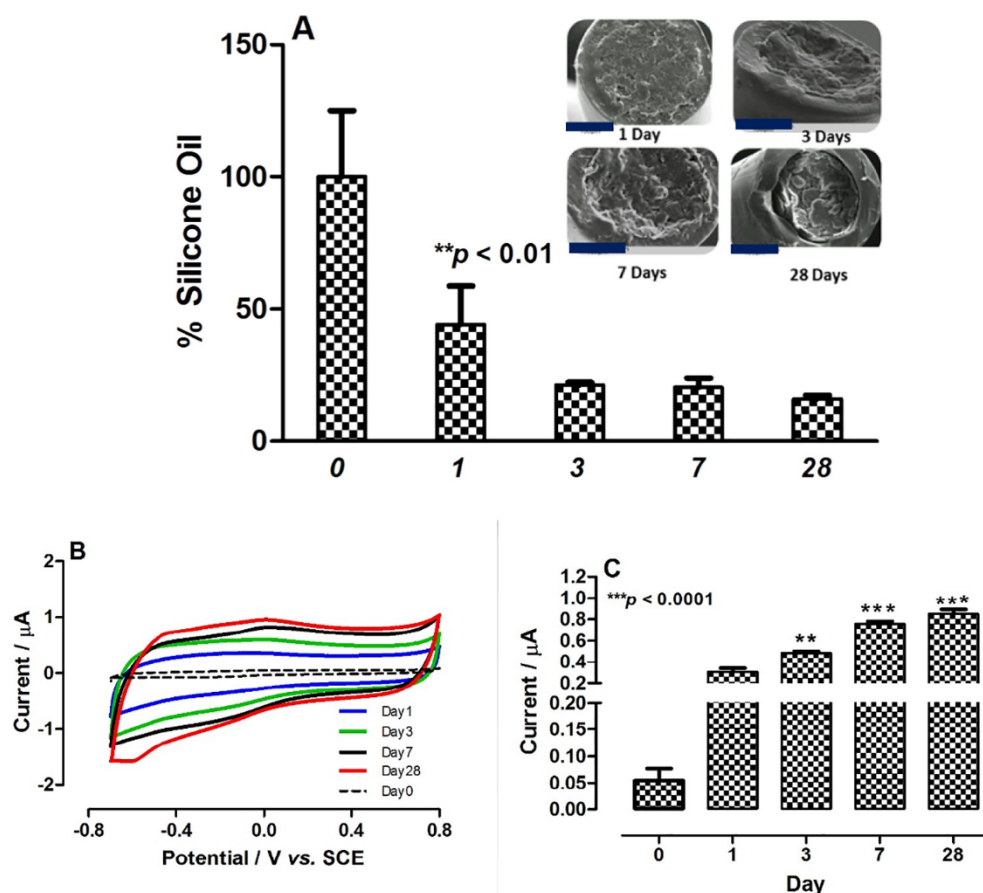 A
% Silicone Oil
150
100
50
0
**p < 0.01
0 1 3 7 28
1 Day
3 Days
7 Days
28 Days
B
Current / µA
2
1
0
-1
-2
Day1
Day3
Day7
Day28
Day0
-0.8 -0.4 0.0 0.4 0.8
Potential / V vs. SCE
C
Current / µA
***p < 0.0001
1.2
1.0
0.8
0.6
0.4
0.2
0.20
0.15
0.10
0.05
0.00
**
***
***
0 1 3 7 28
Day